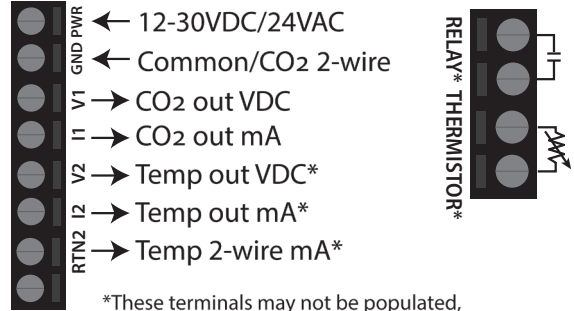 PWR 12-30VDC/24VAC
GND Common/CO2 2-wire
V1 CO2 out VDC
I1 CO2 out mA
V2 Temp out VDC*
I2 Temp out mA*
RTN2 Temp 2-wire mA*
*These terminals may not be populated,
RELAY* THERMISTOR*